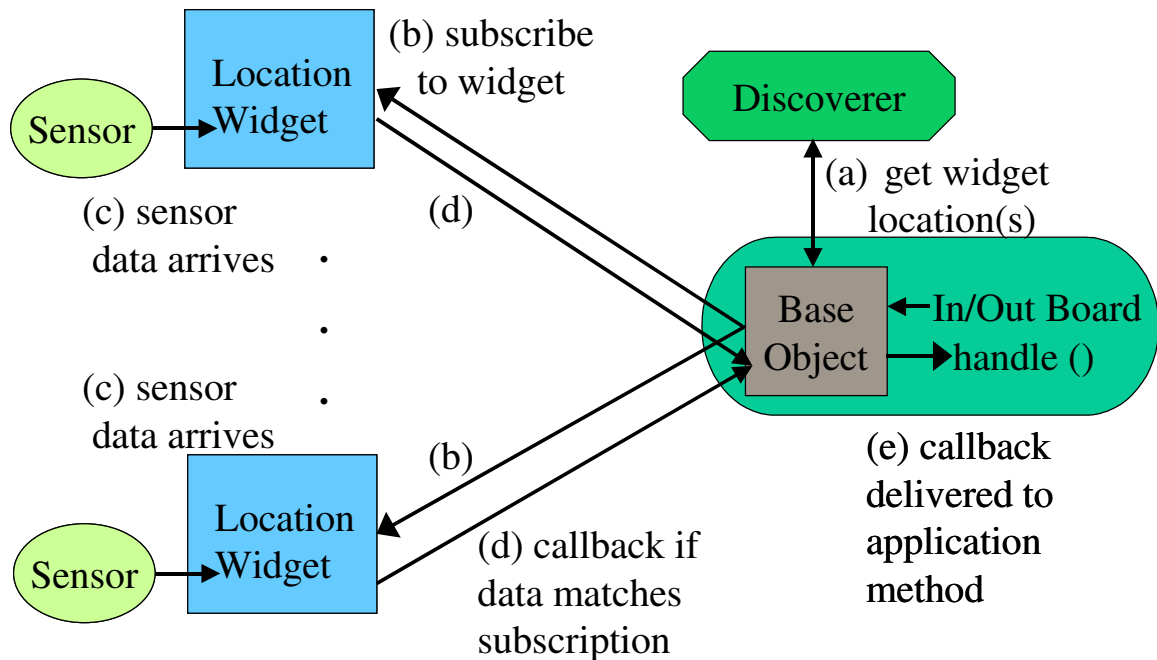 (b) subscribe
to widget
Location
Widget
Sensor
Discoverer
(a) get widget
location(s)
(c) sensor
data arrives
(d)
.
.
.
Base
Object
In/Out Board
handle ()
(c) sensor
data arrives
(b)
(e) callback
delivered to
application
method
Location
Widget
Sensor
(d) callback if
data matches
subscription